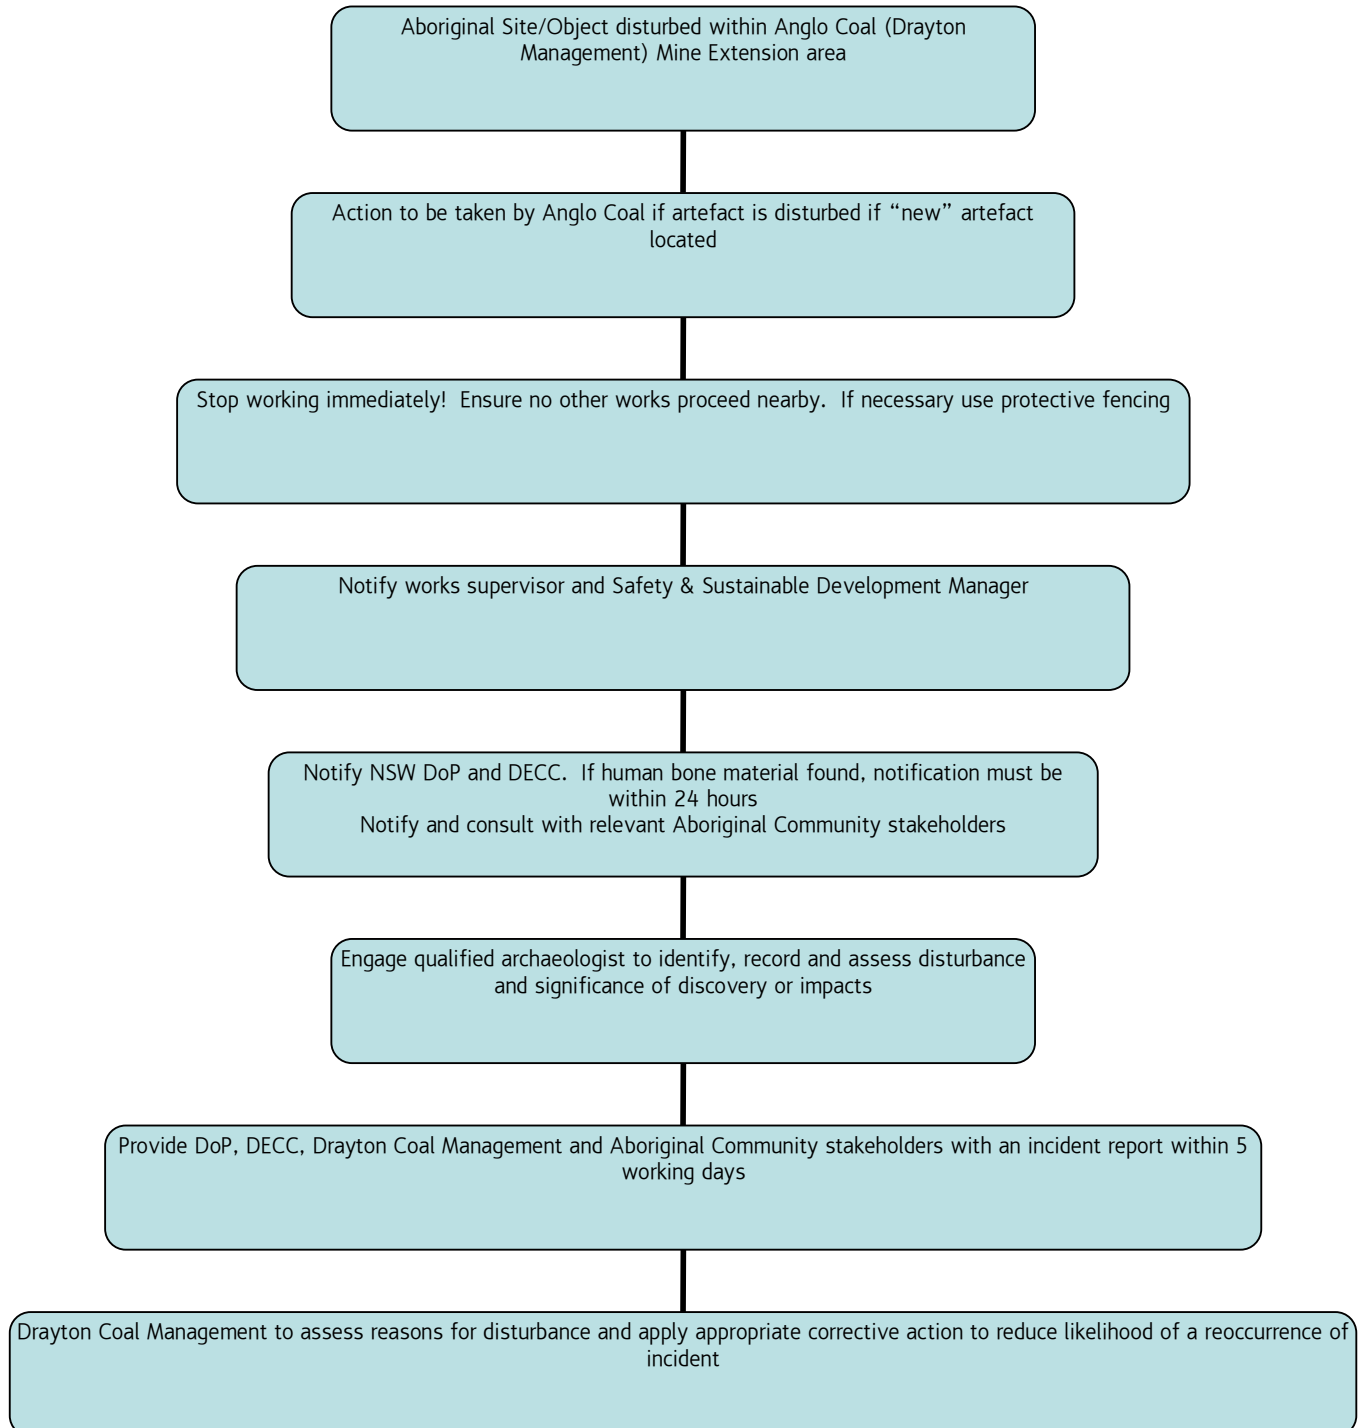 Aboriginal Site/Object disturbed within Anglo Coal (Drayton
Management) Mine Extension area
Action to be taken by Anglo Coal if artefact is disturbed if “new” artefact
located
Stop working immediately!  Ensure no other works proceed nearby.  If necessary use protective fencing
Notify works supervisor and Safety & Sustainable Development Manager
Notify NSW DoP and DECC.  If human bone material found, notification must be
within 24 hours
Notify and consult with relevant Aboriginal Community stakeholders
Engage qualified archaeologist to identify, record and assess disturbance
and significance of discovery or impacts
Provide DoP, DECC, Drayton Coal Management and Aboriginal Community stakeholders with an incident report within 5
working days
Drayton Coal Management to assess reasons for disturbance and apply appropriate corrective action to reduce likelihood of a reoccurrence of
incident